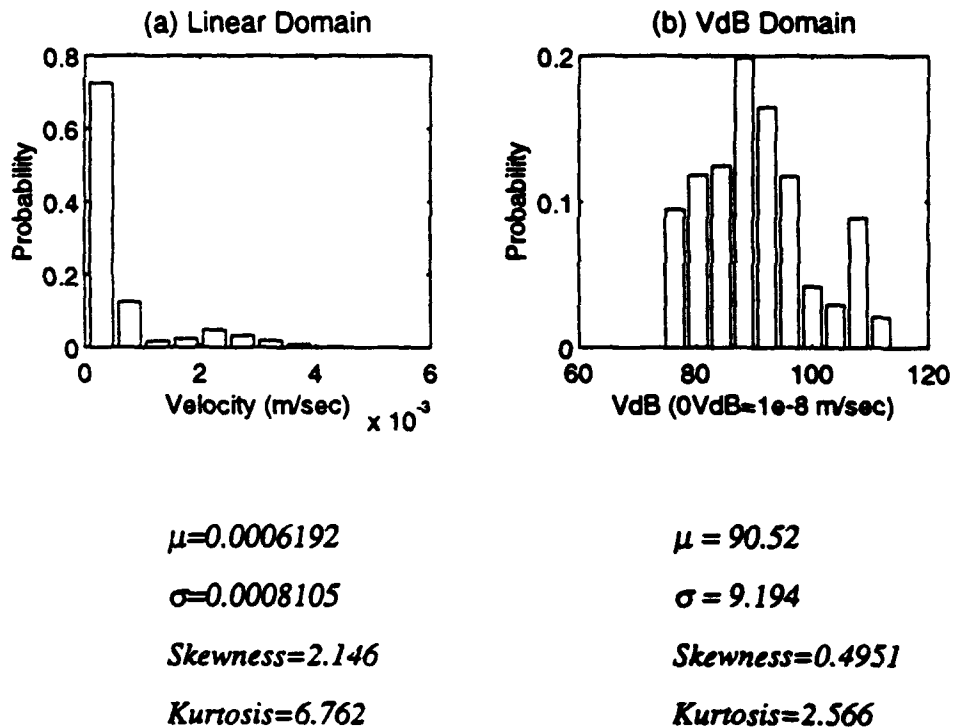 (a) Linear Domain
0.8
0.6
0.4
0.2
0
Probability
0 2 4 6
Velocity (m/sec) x 10⁻³
(b) VdB Domain
0.2
0.1
0
Probability
60 80 100 120
VdB (0VdB=1e-8 m/sec)
μ=0.0006192
σ=0.0008105
Skewness=2.146
Kurtosis=6.762
μ = 90.52
σ = 9.194
Skewness=0.4951
Kurtosis=2.566